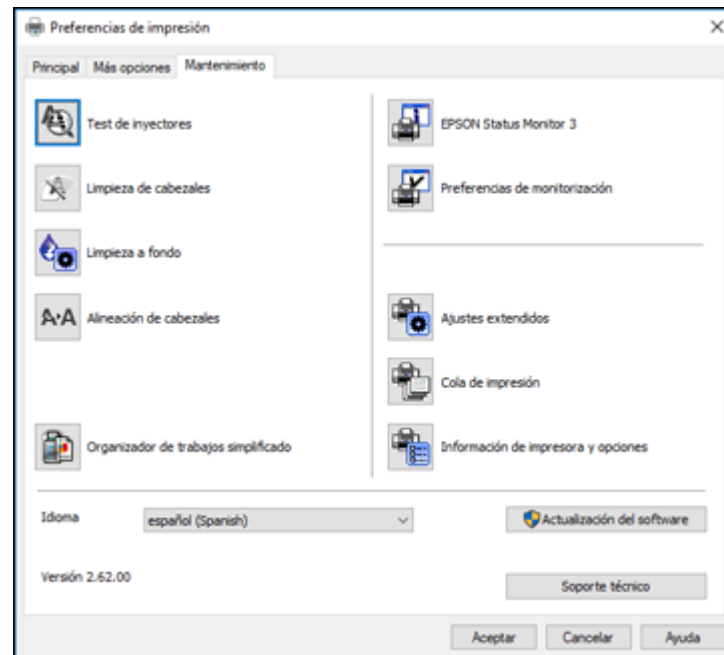 Preferencias de impresión
Principal Más opciones Mantenimiento
Test de inyectores
Limpieza de cabezales
Limpieza a fondo
A·A Alineación de cabezales
Organizador de trabajos simplificado
EPSON Status Monitor 3
Preferencias de monitorización
Ajustes extendidos
Cola de impresión
Información de impresora y opciones
Idoma español (Spanish) Actualización del software
Versión 2.62.00
Soporte técnico
Aceptar Cancelar Ayuda